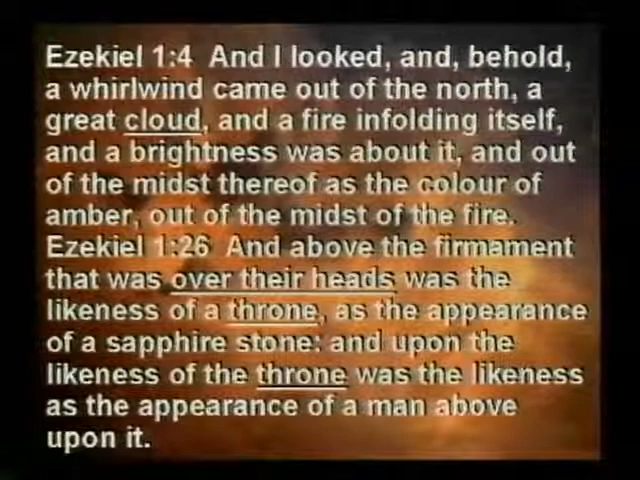 Ezekiel 1:4  And I looked, and, behold,
a whirlwind came out of the north, a
great cloud, and a fire infolding itself,
and a brightness was about it, and out
of the midst thereof as the colour of
amber, out of the midst of the fire.
Ezekiel 1:26  And above the firmament
that was over their heads was the
likeness of a throne, as the appearance
of a sapphire stone: and upon the
likeness of the throne was the likeness
as the appearance of a man above
upon it.